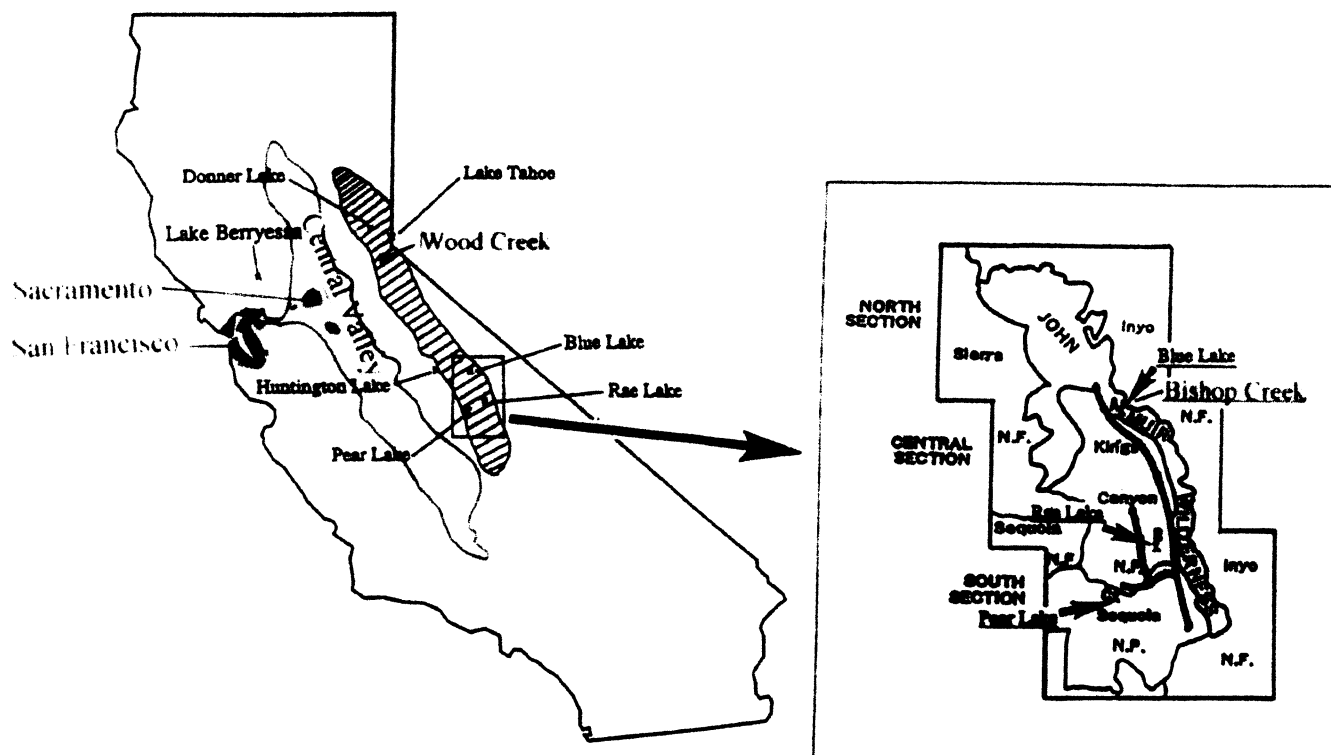 Donner Lake
Lake Tahoe
Lake Berryessa
Wood Creek
Central Valley
Sacramento
San Francisco
Blue Lake
Huntington Lake
Rae Lake
Pear Lake
NORTH
SECTION
JOHN
Inyo
Sierra
Blue Lake
Bishop Creek
MUIR
N.F.
N.F.
CENTRAL
SECTION
Kings
Canyon
Rae Lake
Sequoia
WILDERNESS
N.F.
N.P.
Inyo
SOUTH
SECTION
Pear Lake
Sequoia
N.P.
N.F.